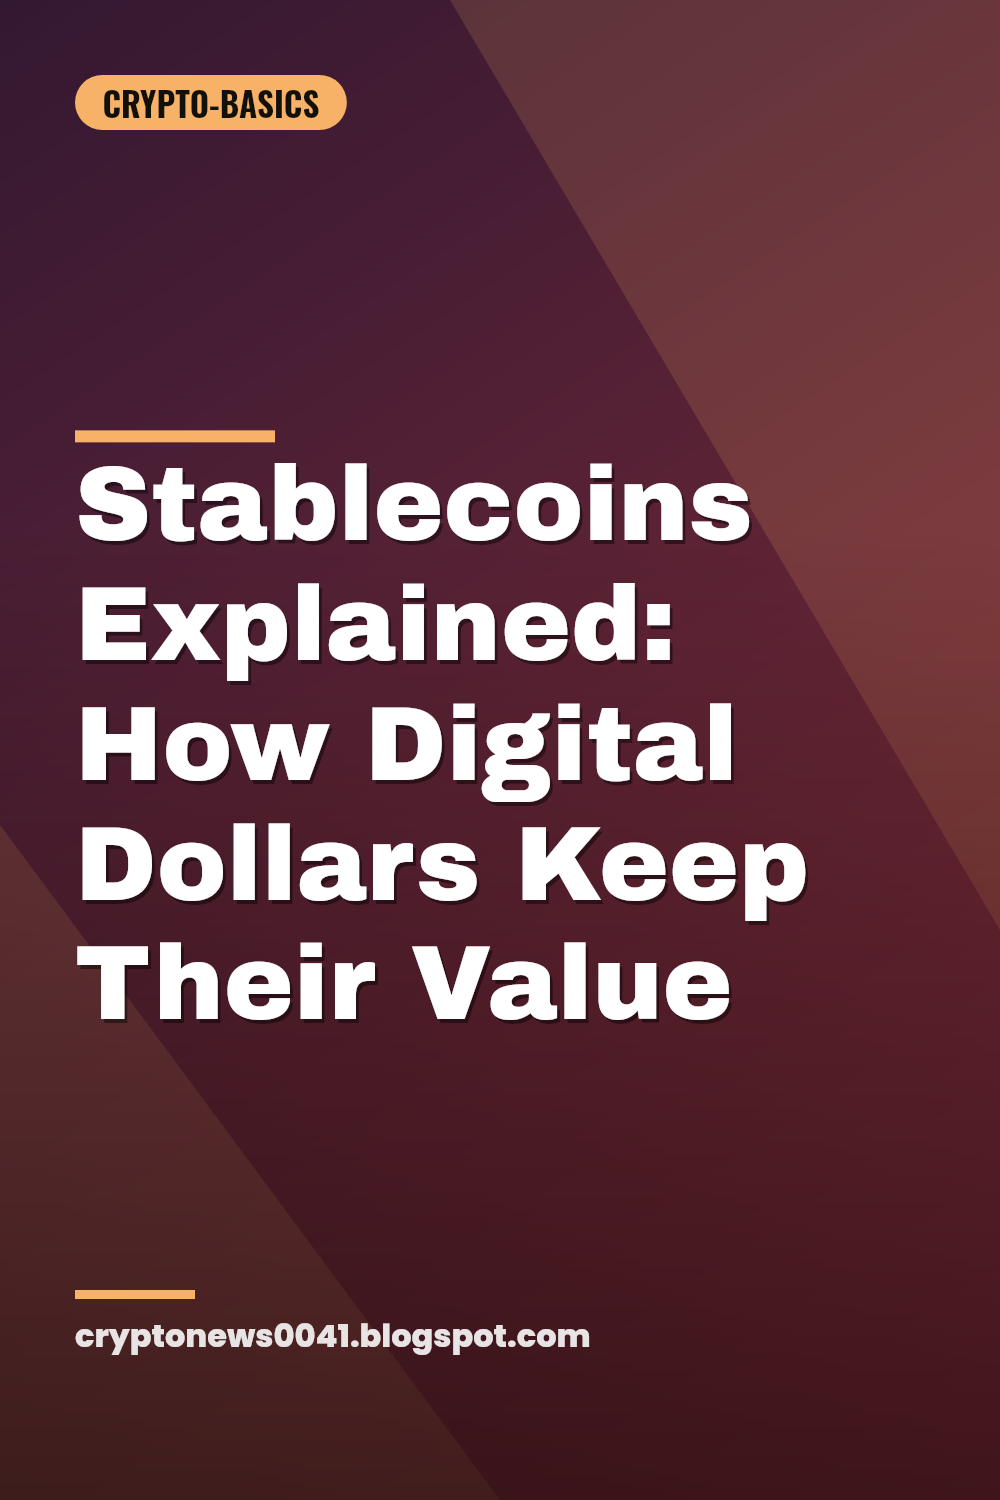 CRYPTO-BASICS
Stablecoins
Explained:
How Digital
Dollars Keep
Their Value
cryptonews0041.blogspot.com